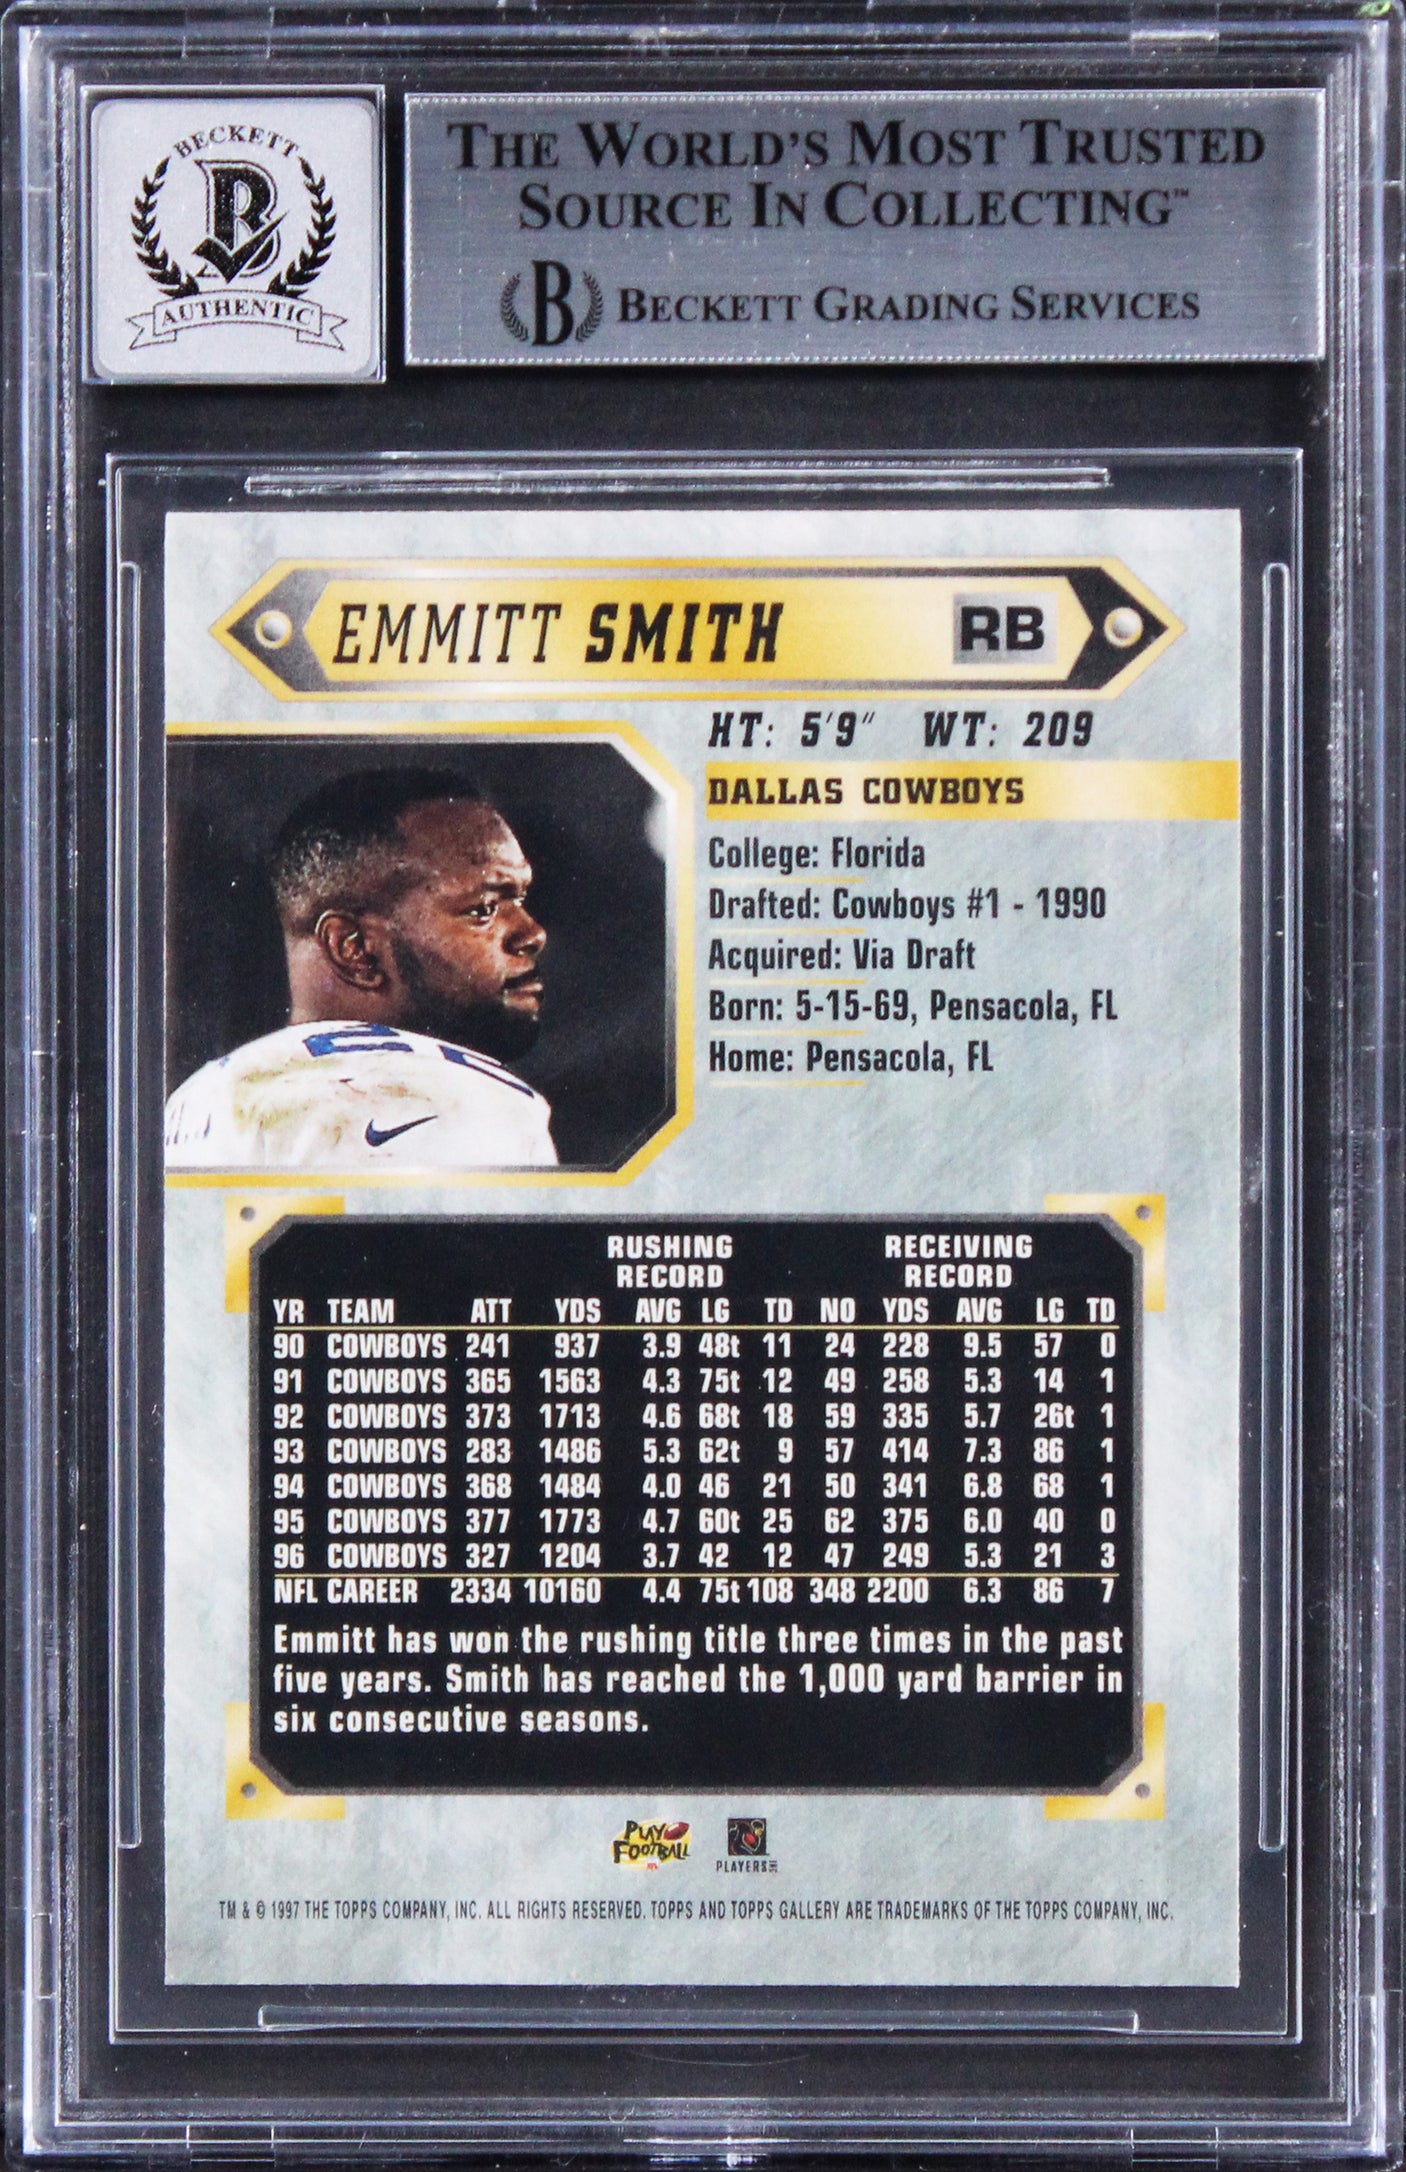 BECKETT
B
AUTHENTIC
THE WORLD'S MOST TRUSTED
SOURCE IN COLLECTING™
B BECKETT GRADING SERVICES
EMMITT SMITH RB
HT: 5'9" WT: 209
DALLAS COWBOYS
College: Florida
Drafted: Cowboys #1 - 1990
Acquired: Via Draft
Born: 5-15-69, Pensacola, FL
Home: Pensacola, FL
2 2
RUSHING RECEIVING
RECORD RECORD
YR TEAM ATT YDS AVG LG TD NO YDS AVG LG TD
90 COWBOYS 241 937 3.9 48t 11 24 228 9.5 57 0
91 COWBOYS 365 1563 4.3 75t 12 49 258 5.3 14 1
92 COWBOYS 373 1713 4.6 68t 18 59 335 5.7 26t 1
93 COWBOYS 283 1486 5.3 62t 9 57 414 7.3 86 1
94 COWBOYS 368 1484 4.0 46 21 50 341 6.8 68 1
95 COWBOYS 377 1773 4.7 60t 25 62 375 6.0 40 0
96 COWBOYS 327 1204 3.7 42 12 47 249 5.3 21 3
NFL CAREER 2334 10160 4.4 75t 108 348 2200 6.3 86 7
Emmitt has won the rushing title three times in the past
five years. Smith has reached the 1,000 yard barrier in
six consecutive seasons.
PLAY
FOOTBALL
PLAYERS
TM & © 1997 THE TOPPS COMPANY, INC. ALL RIGHTS RESERVED. TOPPS AND TOPPS GALLERY ARE TRADEMARKS OF THE TOPPS COMPANY, INC.